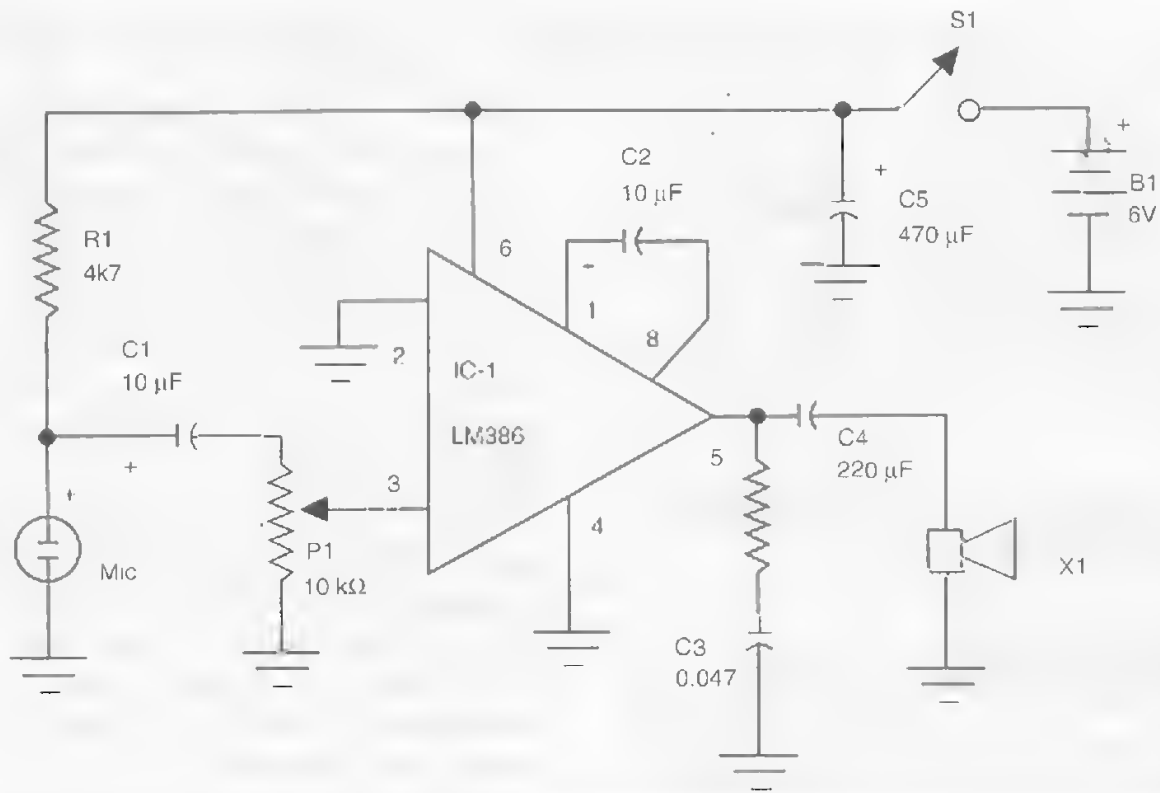 S1
C2
10 µF
+
B1
6V
+
C5
470 µF
R1
4k7
6
+
1
8
C1
10 µF
2
IC-1
LM386
+
3
5
C4
220 µF
+
Mic
P1
10 kΩ
4
X1
C3
0.047